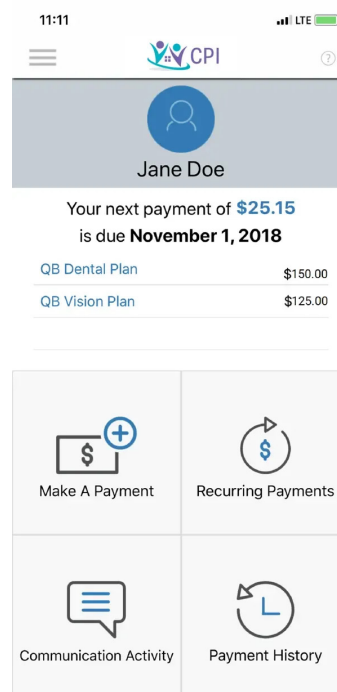 11:11
LTE
CPI
?
Jane Doe
Your next payment of $25.15
is due November 1, 2018
QB Dental Plan $150.00
QB Vision Plan $125.00
$
Make A Payment
$
Recurring Payments
Communication Activity
Payment History